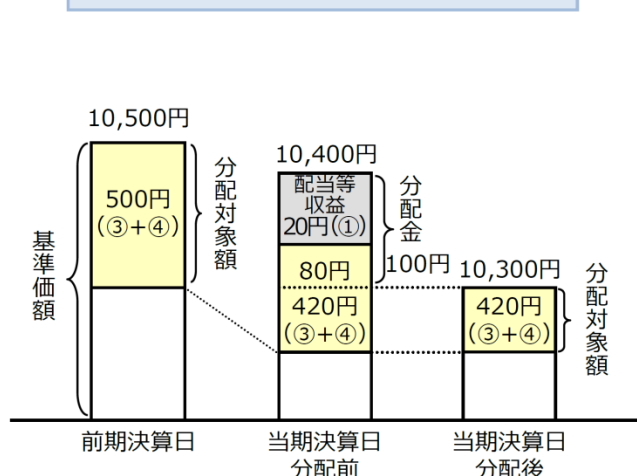 10,500円
500円
(③+④)
分配対象額
基準価額
前期決算日
10,400円
配当等
収益
20円(①)
80円
420円
(③+④)
分配金
100円
当期決算日
分配前
10,300円
420円
(③+④)
分配対象額
当期決算日
分配後